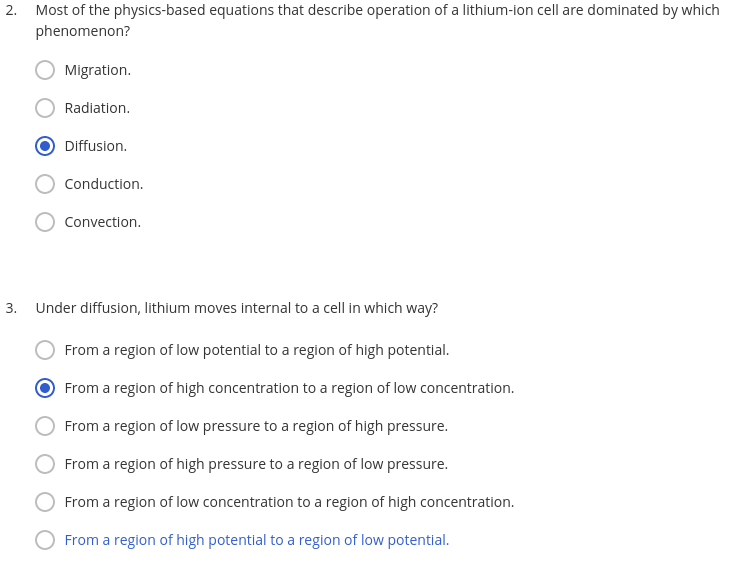 2. Most of the physics-based equations that describe operation of a lithium-ion cell are dominated by which
phenomenon?
Migration.
Radiation.
Diffusion.
Conduction.
Convection.
3. Under diffusion, lithium moves internal to a cell in which way?
From a region of low potential to a region of high potential.
From a region of high concentration to a region of low concentration.
From a region of low pressure to a region of high pressure.
From a region of high pressure to a region of low pressure.
From a region of low concentration to a region of high concentration.
From a region of high potential to a region of low potential.